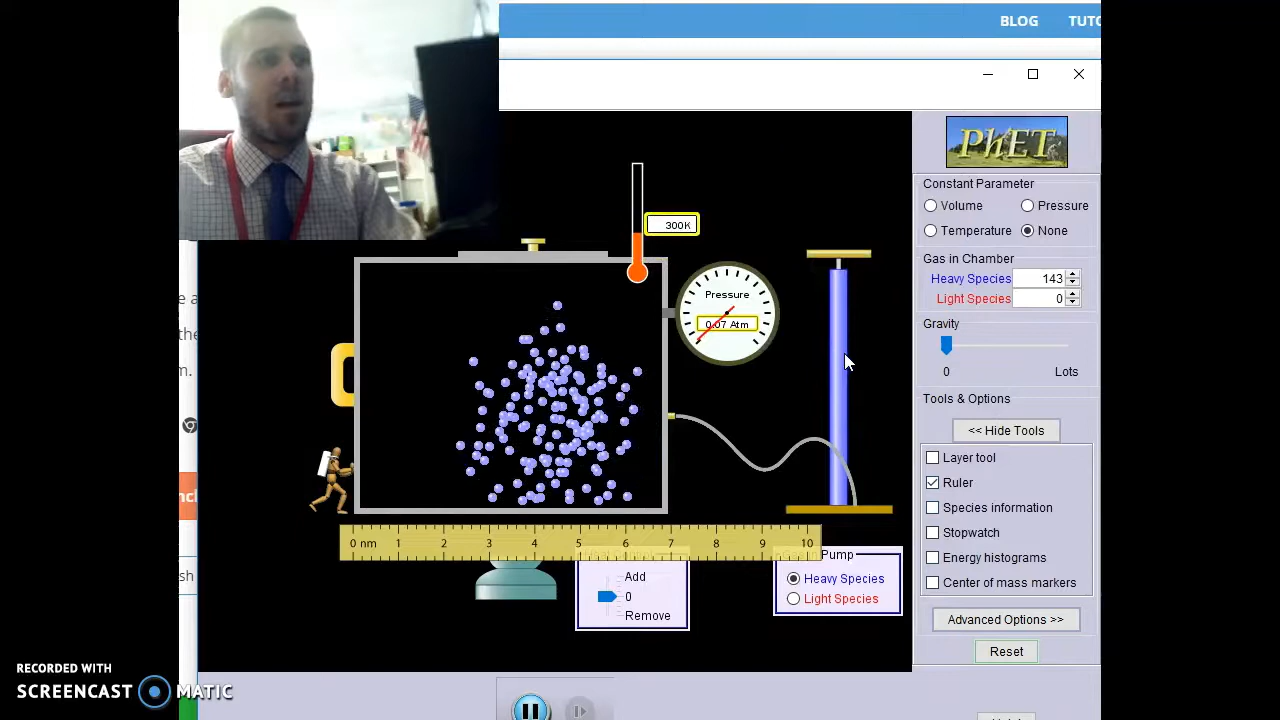 BLOG TUTO
PhET
Constant Parameter
Volume Pressure
Temperature None
Gas in Chamber
Heavy Species 143
Light Species 0
Gravity
0 Lots
Tools & Options
<< Hide Tools
Layer tool
Ruler
Species information
Stopwatch
Energy histograms
Center of mass markers
Advanced Options >>
Reset
300K
Pressure
0.07 Atm
0 nm 1 2 3 4 5 6 7 8 9 10
Add
0
Remove
Pump
Heavy Species
Light Species
RECORDED WITH
SCREENCAST MATIC